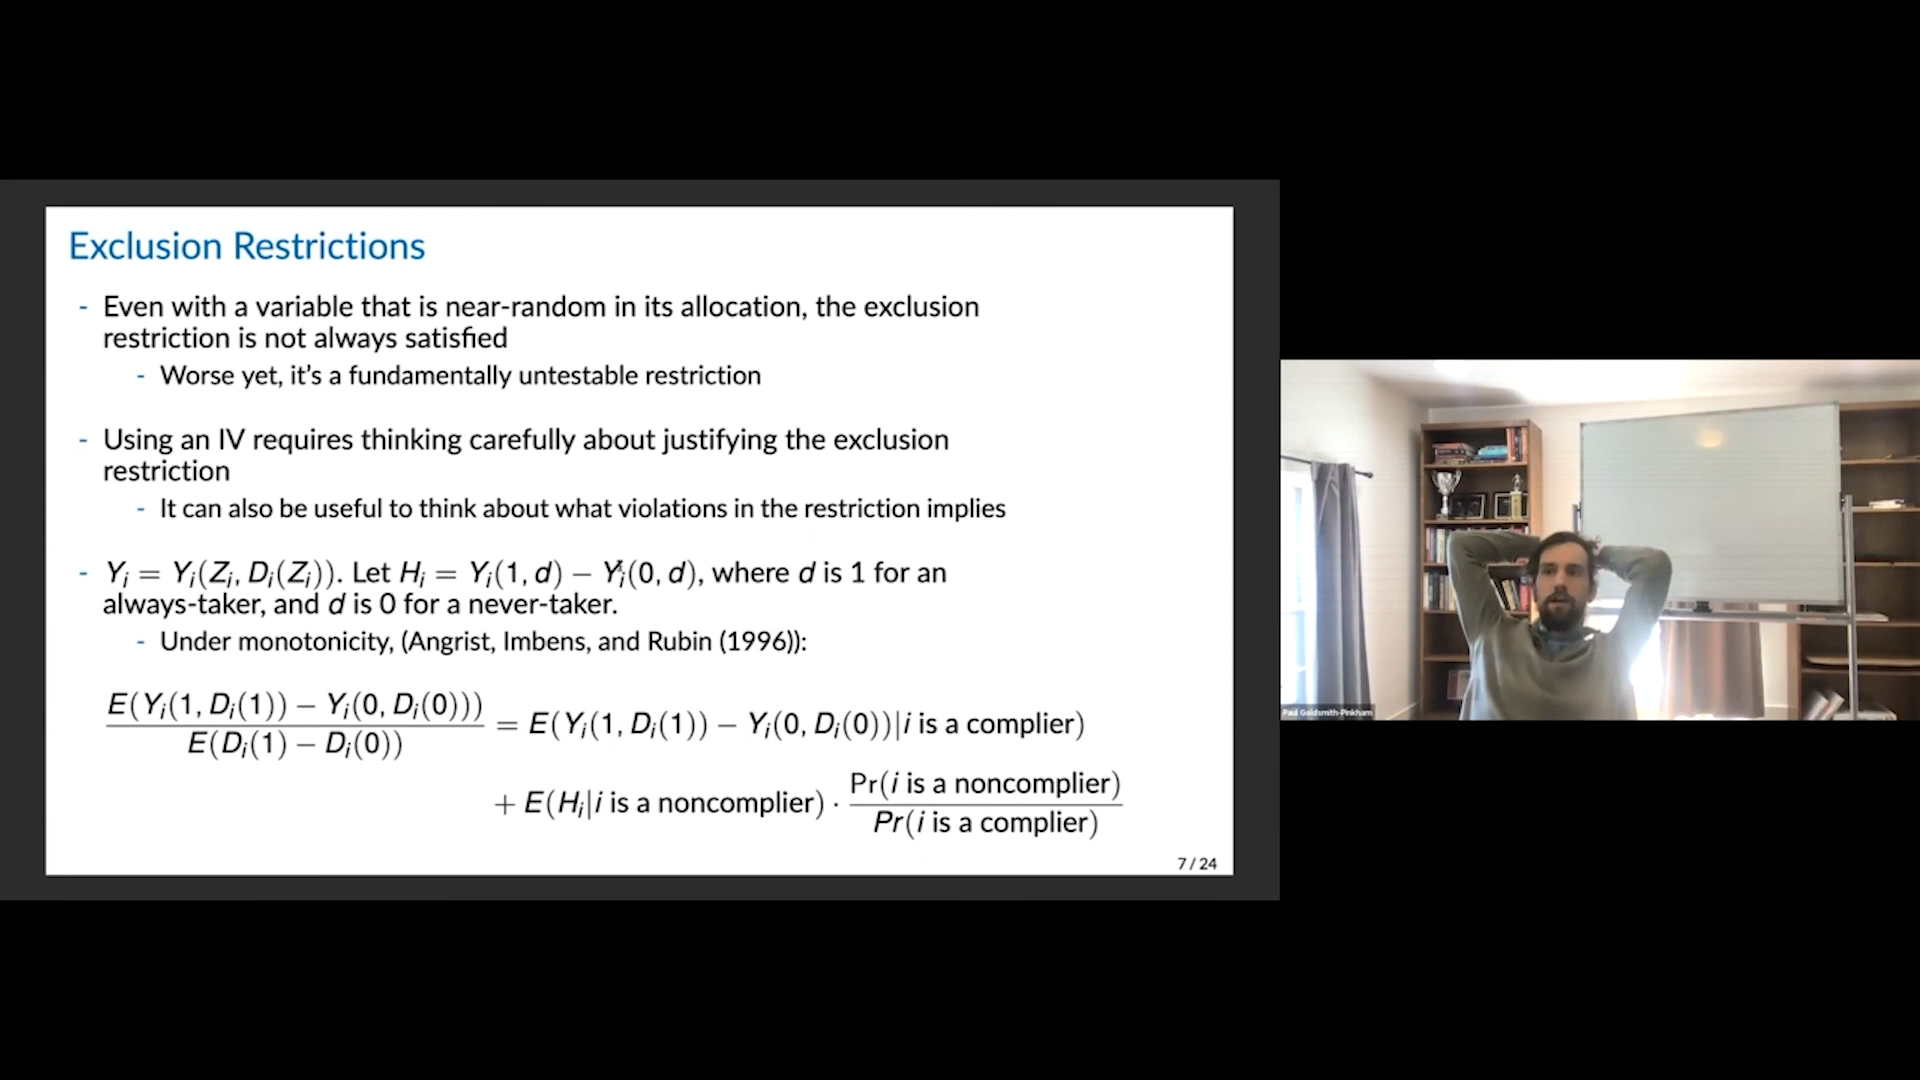 Exclusion Restrictions
- Even with a variable that is near-random in its allocation, the exclusion
restriction is not always satisfied
- Worse yet, it's a fundamentally untestable restriction
- Using an IV requires thinking carefully about justifying the exclusion
restriction
- It can also be useful to think about what violations in the restriction implies
- Yᵢ = Yᵢ(Zᵢ, Dᵢ(Zᵢ)). Let Hᵢ = Yᵢ(1, d) − Yᵢ(0, d), where d is 1 for an
always-taker, and d is 0 for a never-taker.
- Under monotonicity, (Angrist, Imbens, and Rubin (1996)):
E(Yᵢ(1, Dᵢ(1)) − Yᵢ(0, Dᵢ(0)))
E(Dᵢ(1) − Dᵢ(0))
= E(Yᵢ(1, Dᵢ(1)) − Yᵢ(0, Dᵢ(0))|i is a complier)
+ E(Hᵢ|i is a noncomplier) ·
Pr(i is a noncomplier)
Pr(i is a complier)
7 / 24
Paul Goldsmith-Pinkham